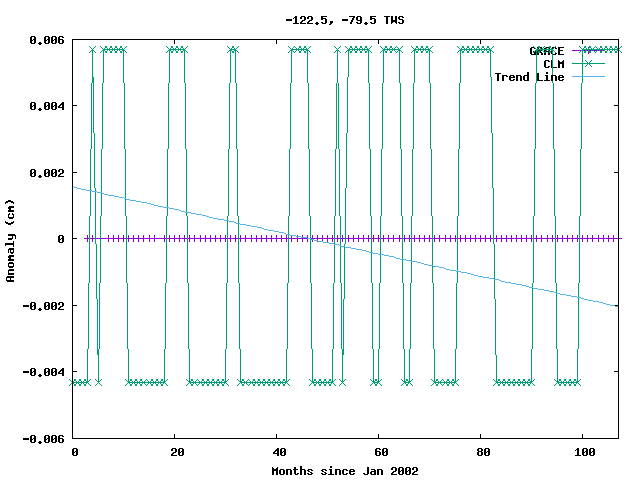 -122.5, -79.5 TWS
0.006
0.004
0.002
0
-0.002
-0.004
-0.006
Anomaly (cm)
GRACE
CLM
Trend Line
0 20 40 60 80 100
Months since Jan 2002